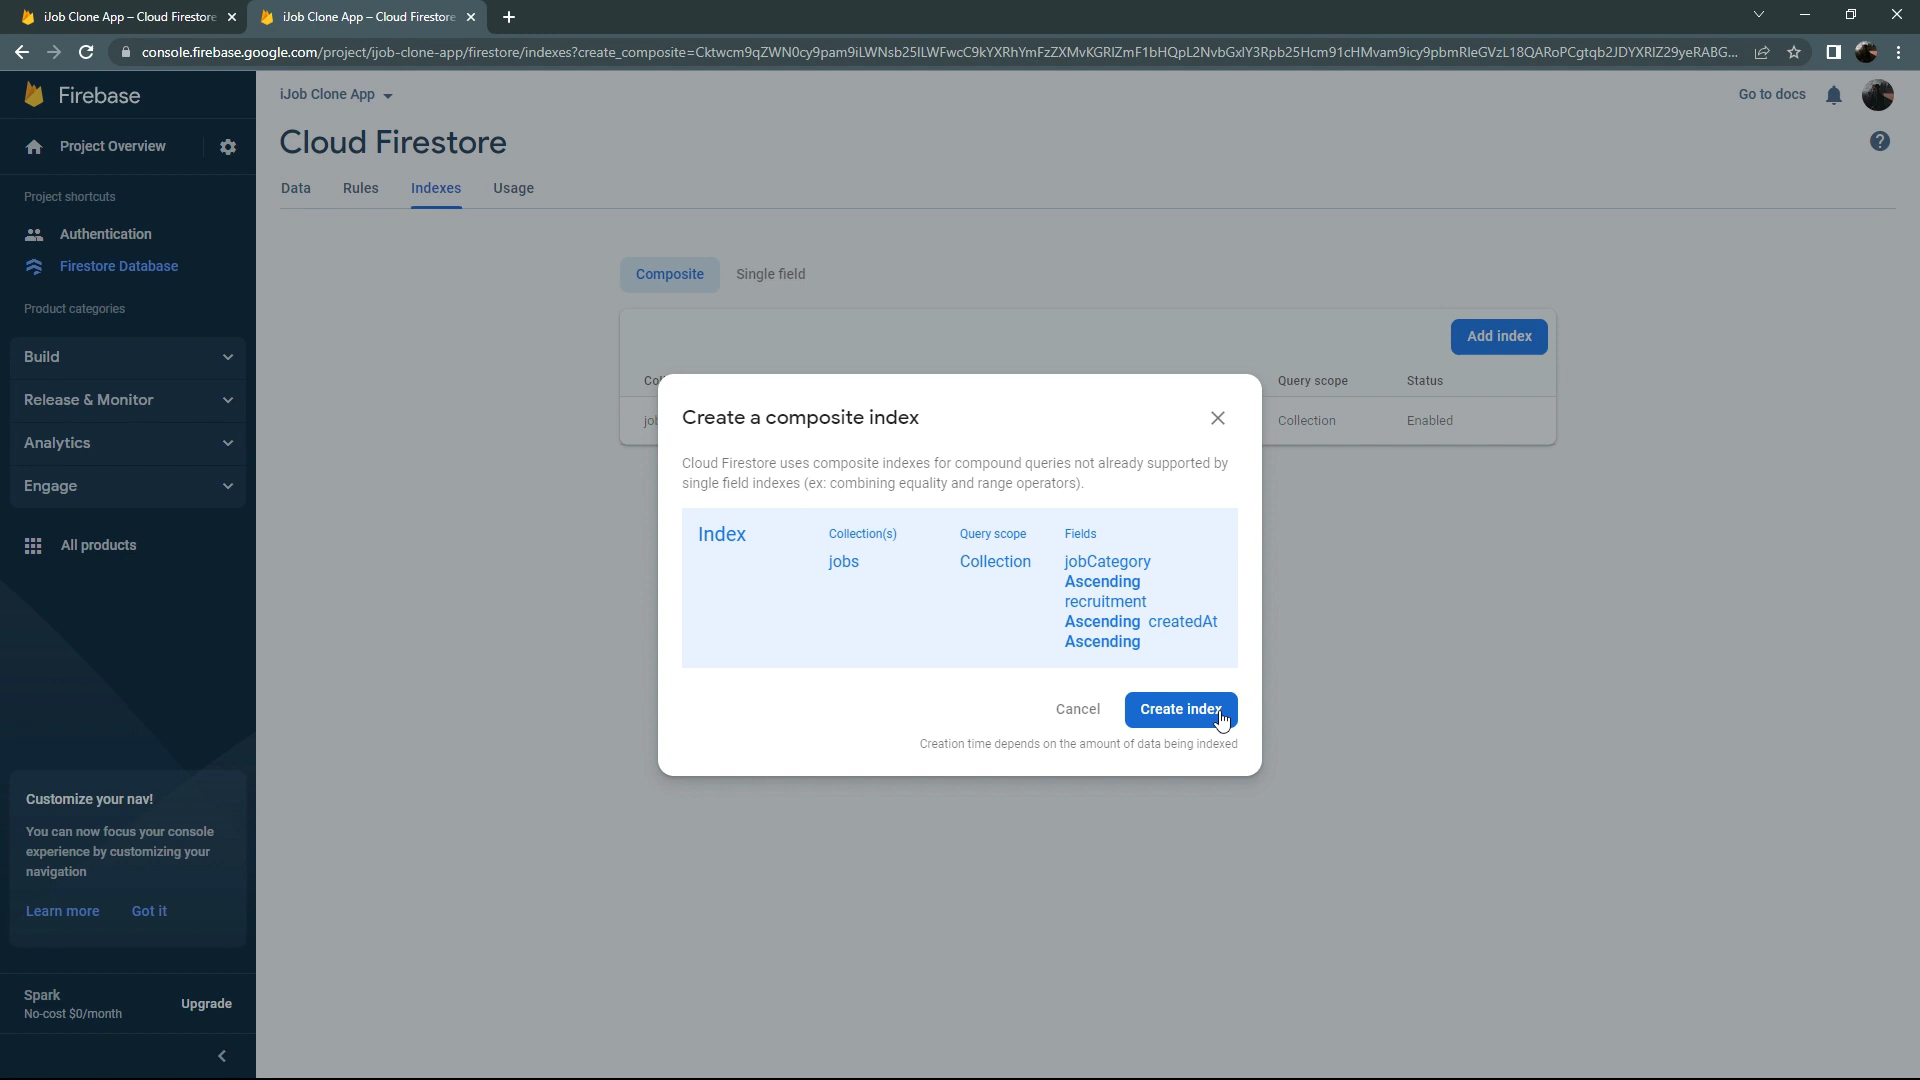 iJob Clone App – Cloud Firestore
iJob Clone App – Cloud Firestore
console.firebase.google.com/project/ijob-clone-app/firestore/indexes?create_composite=
Firebase
iJob Clone App
Go to docs
Cloud Firestore
Project Overview
Data Rules Indexes Usage
Project shortcuts
Authentication
Firestore Database
Product categories
Build
Release & Monitor
Analytics
Engage
All products
Composite Single field
Add index
Query scope Status
Collection Enabled
Create a composite index
Cloud Firestore uses composite indexes for compound queries not already supported by
single field indexes (ex: combining equality and range operators).
Index Collection(s) Query scope Fields
jobs Collection jobCategory
Ascending
recruitment
Ascending createdAt
Ascending
Cancel Create index
Creation time depends on the amount of data being indexed
Customize your nav!
You can now focus your console
experience by customizing your
navigation
Learn more Got it
Spark
No-cost $0/month
Upgrade